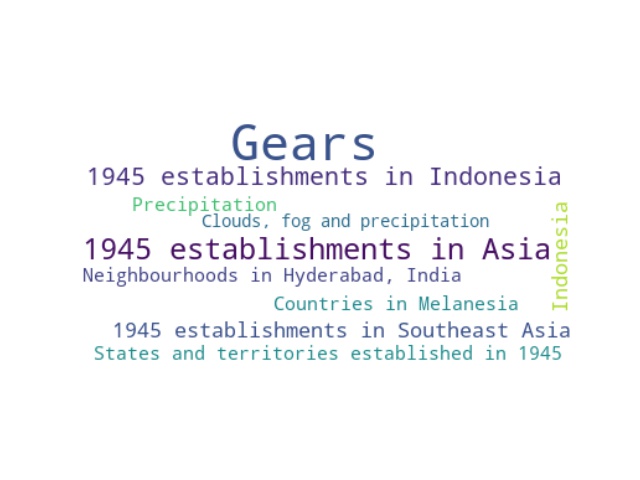 Gears
1945 establishments in Indonesia
Precipitation
Clouds, fog and precipitation
1945 establishments in Asia
Indonesia
Neighbourhoods in Hyderabad, India
Countries in Melanesia
1945 establishments in Southeast Asia
States and territories established in 1945